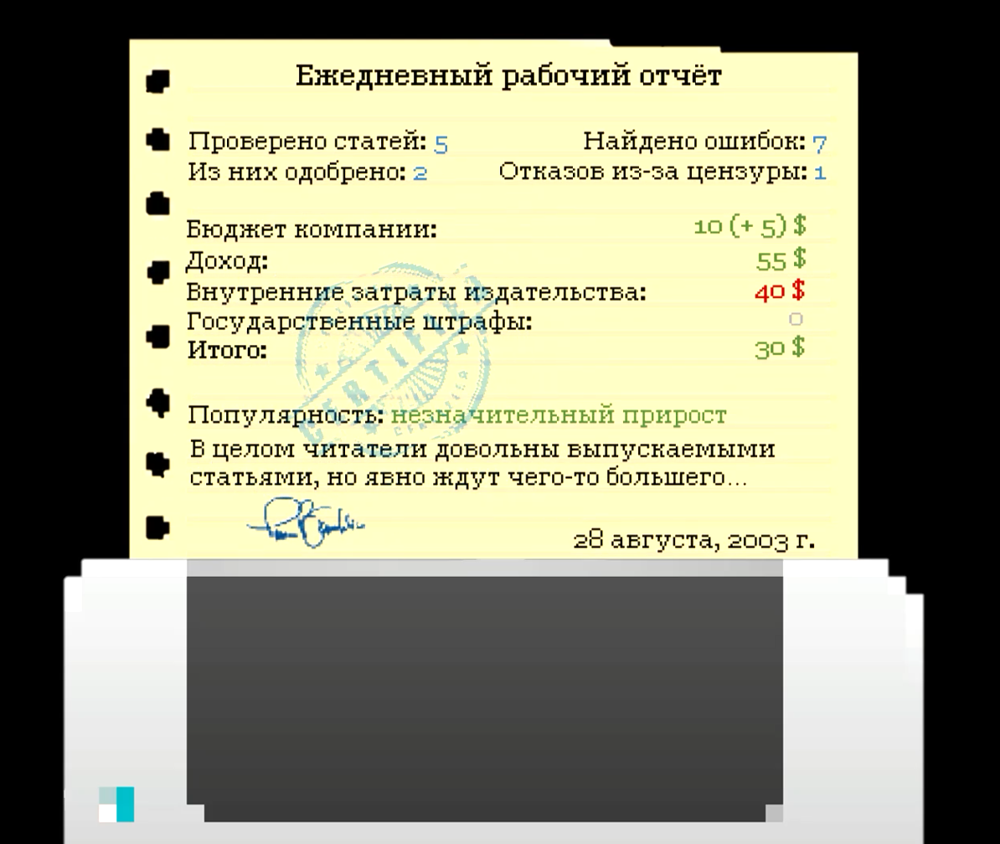 Ежедневный рабочий отчёт
Проверено статей: 5
Найдено ошибок: 7
Из них одобрено: 2
Отказов из-за цензуры: 1
Бюджет компании: 10 (+ 5) $
Доход: 55 $
Внутренние затраты издательства: 40 $
Государственные штрафы: 0
Итого: 30 $
CERTIFIED
Популярность: незначительный прирост
В целом читатели довольны выпускаемыми
статьями, но явно ждут чего-то большего...
28 августа, 2003 г.